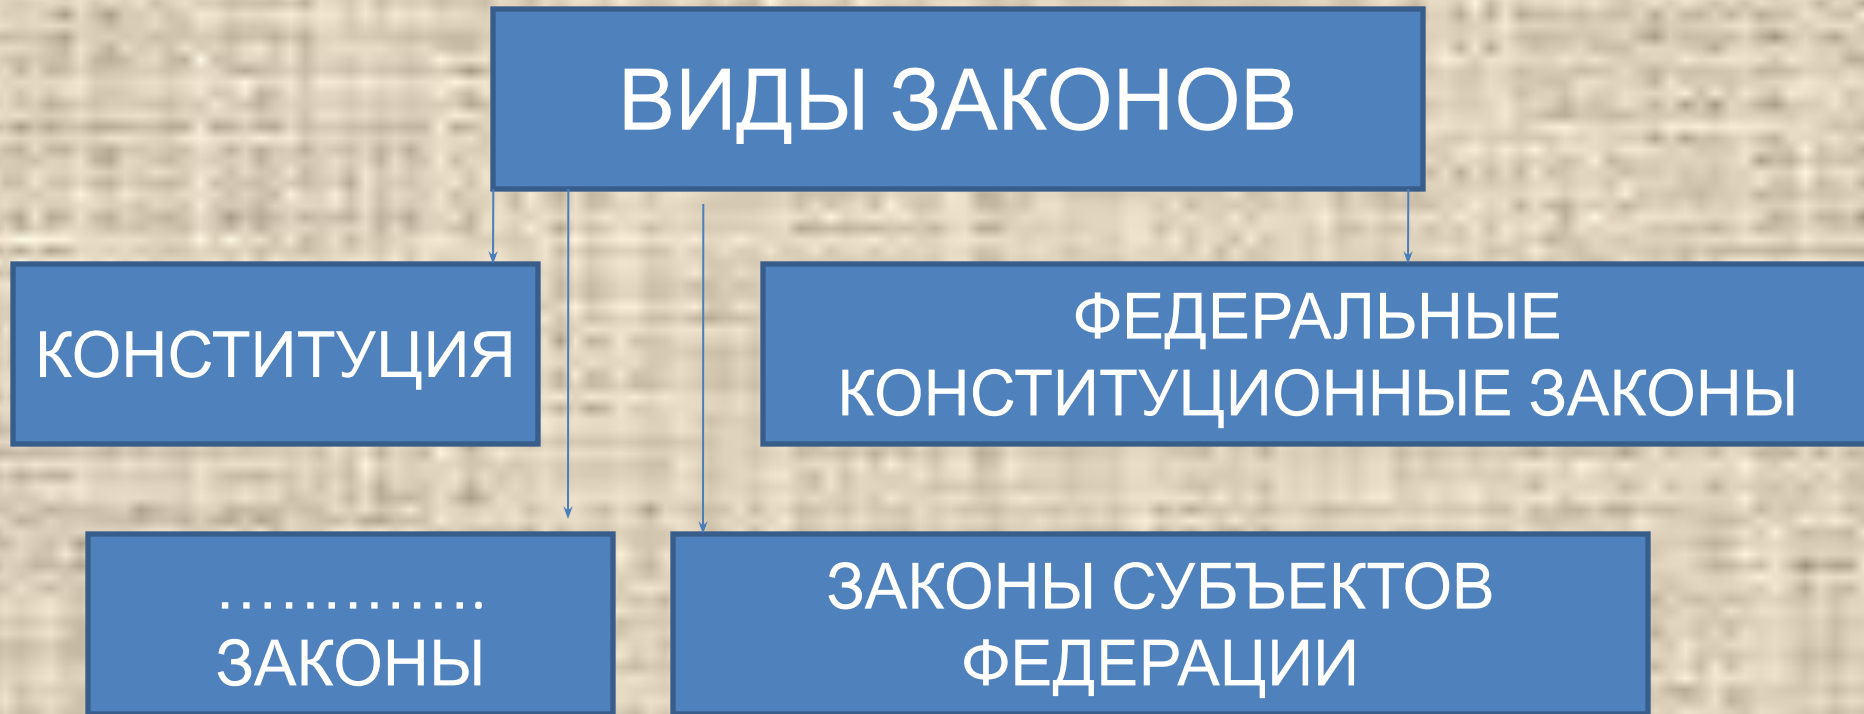 ВИДЫ ЗАКОНОВ
КОНСТИТУЦИЯ
ФЕДЕРАЛЬНЫЕ
КОНСТИТУЦИОННЫЕ ЗАКОНЫ
………….
ЗАКОНЫ
ЗАКОНЫ СУБЪЕКТОВ
ФЕДЕРАЦИИ